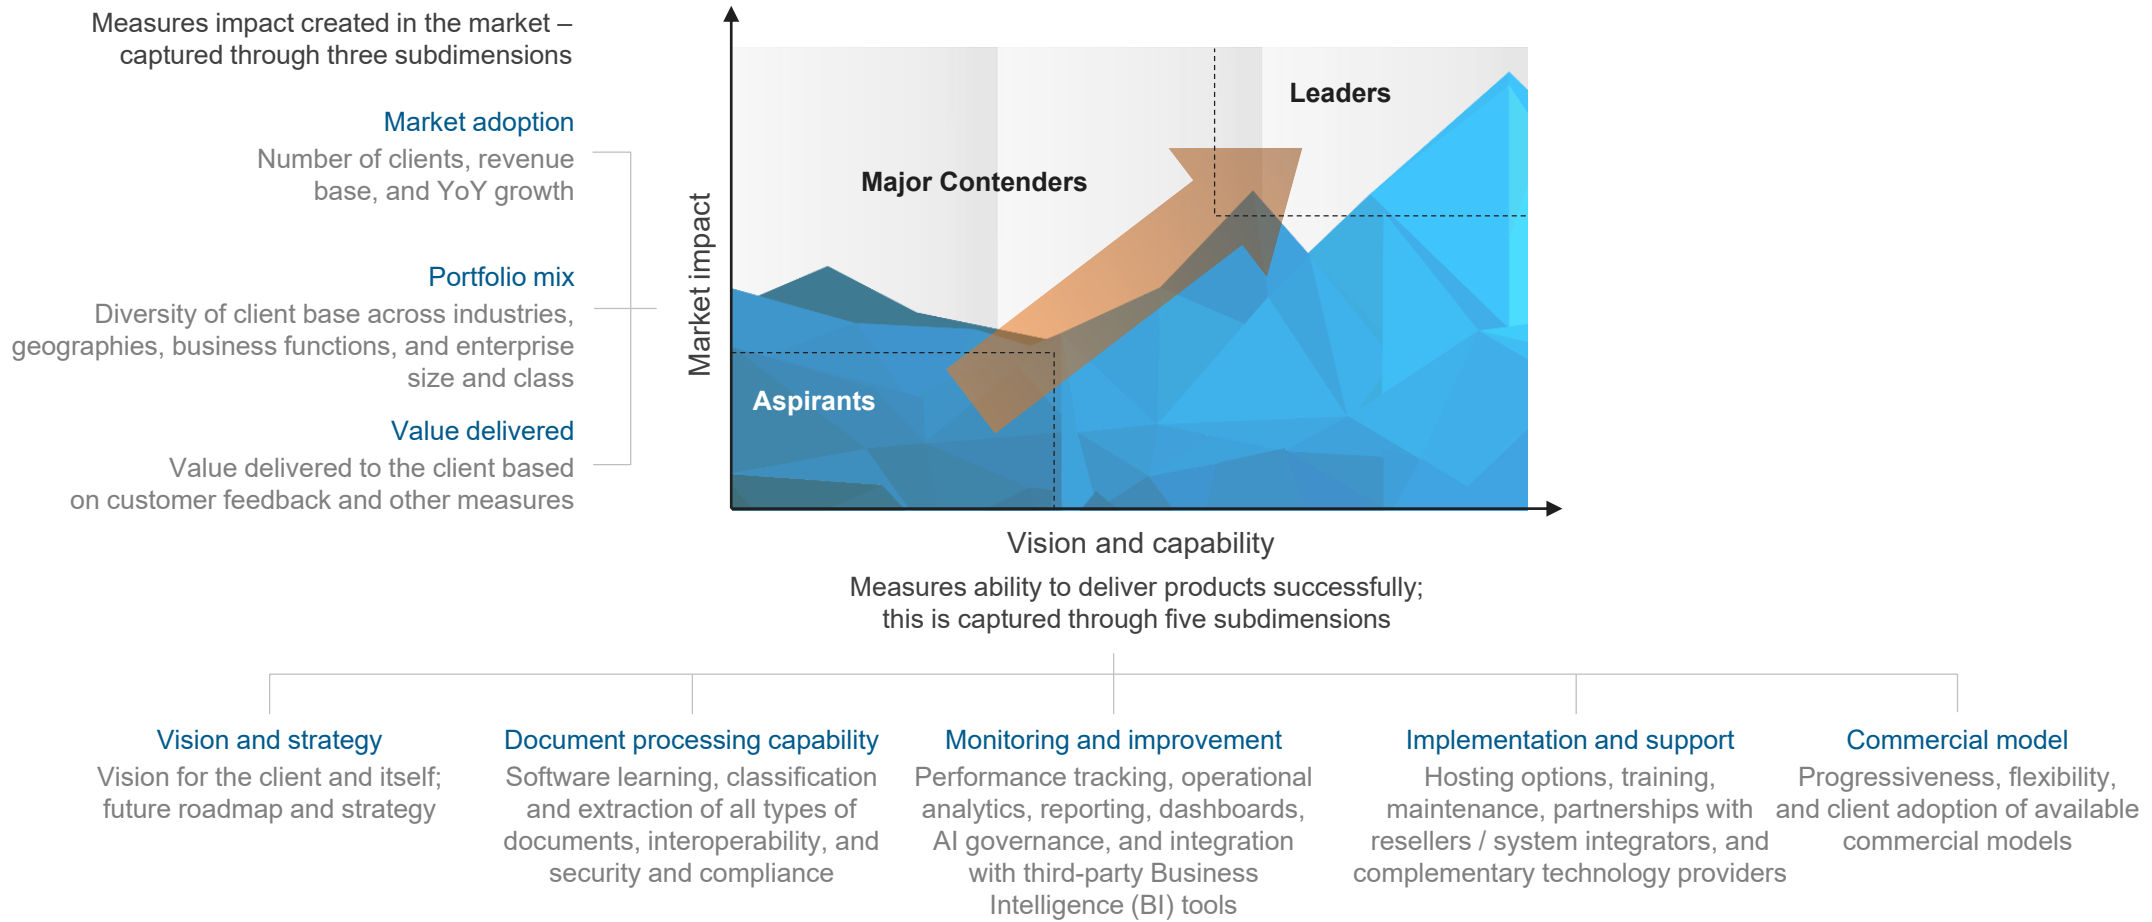 Measures impact created in the market –
captured through three subdimensions
Market adoption
Number of clients, revenue
base, and YoY growth
Portfolio mix
Diversity of client base across industries,
geographies, business functions, and enterprise
size and class
Value delivered
Value delivered to the client based
on customer feedback and other measures
Market impact
Leaders
Major Contenders
Aspirants
Vision and capability
Measures ability to deliver products successfully;
this is captured through five subdimensions
Vision and strategy
Vision for the client and itself;
future roadmap and strategy
Document processing capability
Software learning, classification
and extraction of all types of
documents, interoperability, and
security and compliance
Monitoring and improvement
Performance tracking, operational
analytics, reporting, dashboards,
AI governance, and integration
with third-party Business
Intelligence (BI) tools
Implementation and support
Hosting options, training,
maintenance, partnerships with
resellers / system integrators, and
complementary technology providers
Commercial model
Progressiveness, flexibility,
and client adoption of available
commercial models